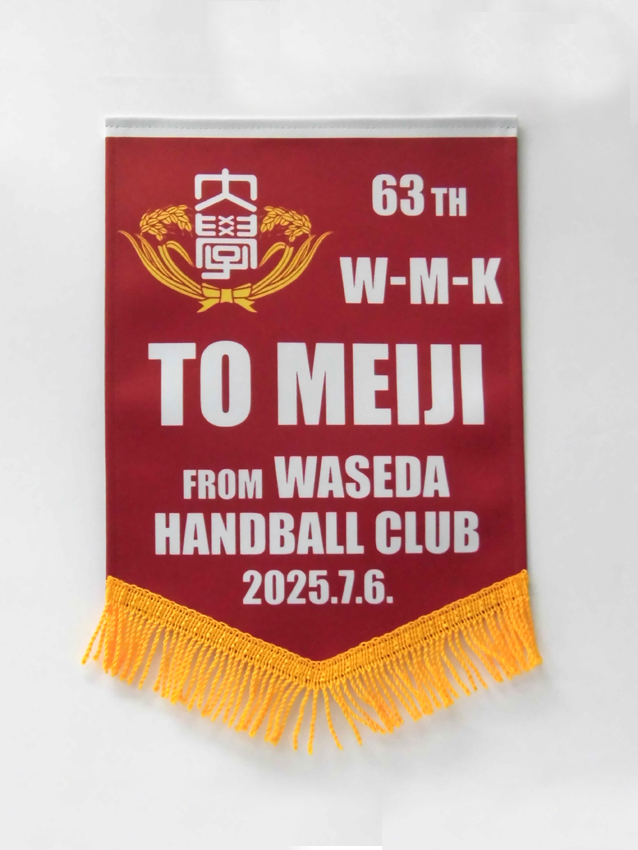 大學
63 TH
W-M-K
TO MEIJI
FROM WASEDA
HANDBALL CLUB
2025.7.6.